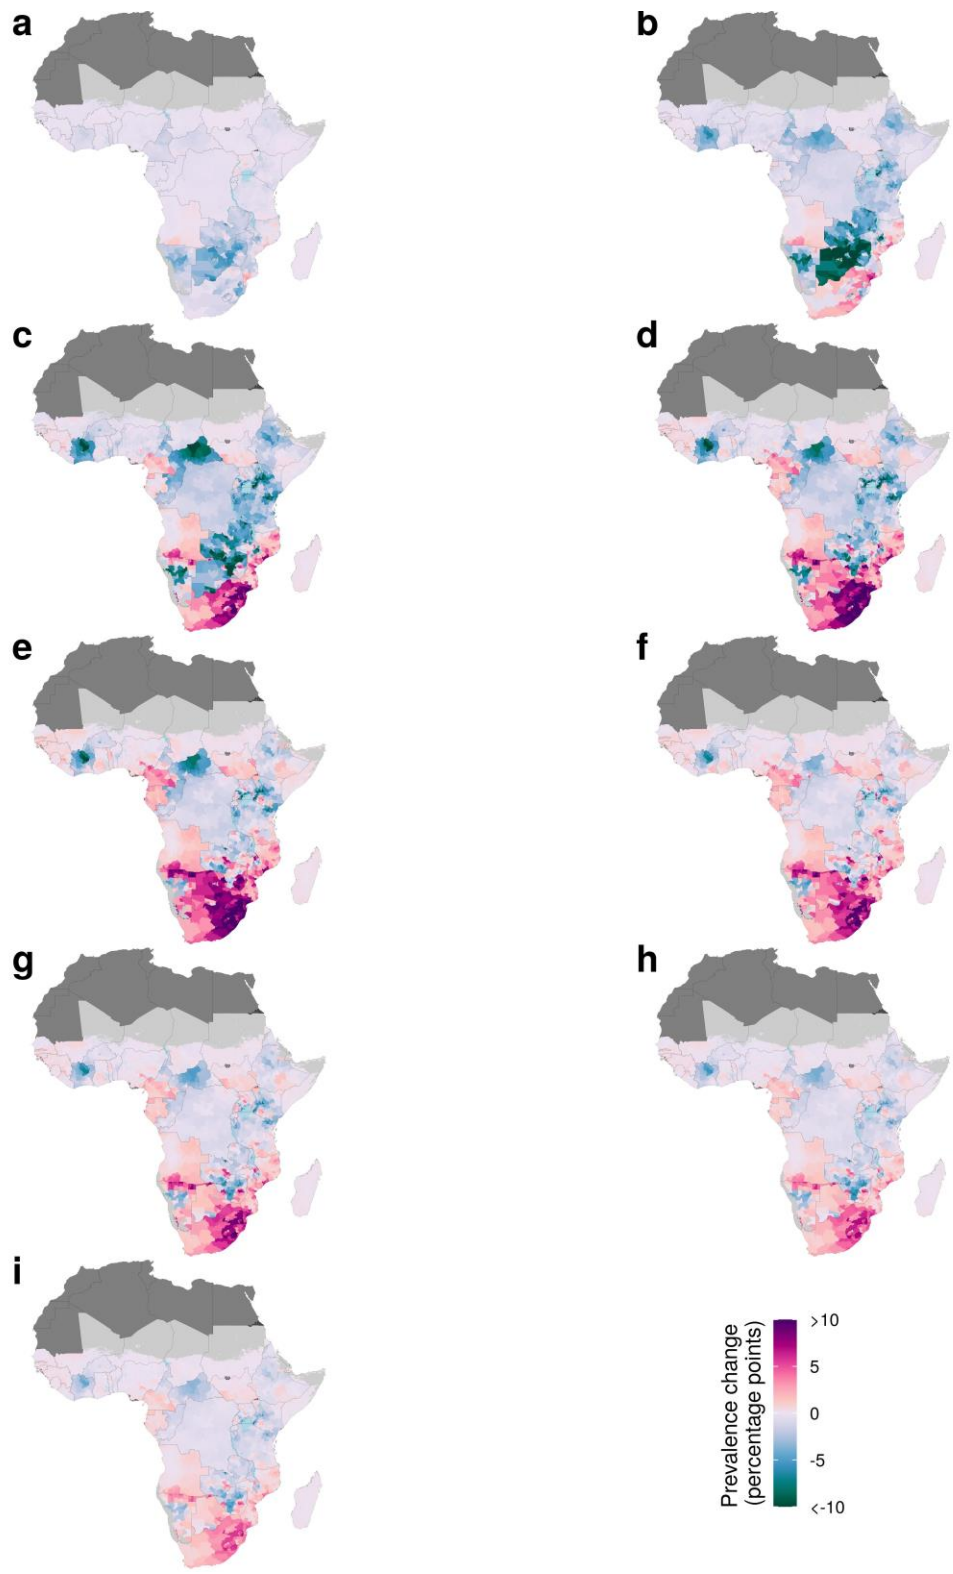 a
b
c
d
e
f
g
h
i
Prevalence change
(percentage points)
>10
5
0
-5
<-10